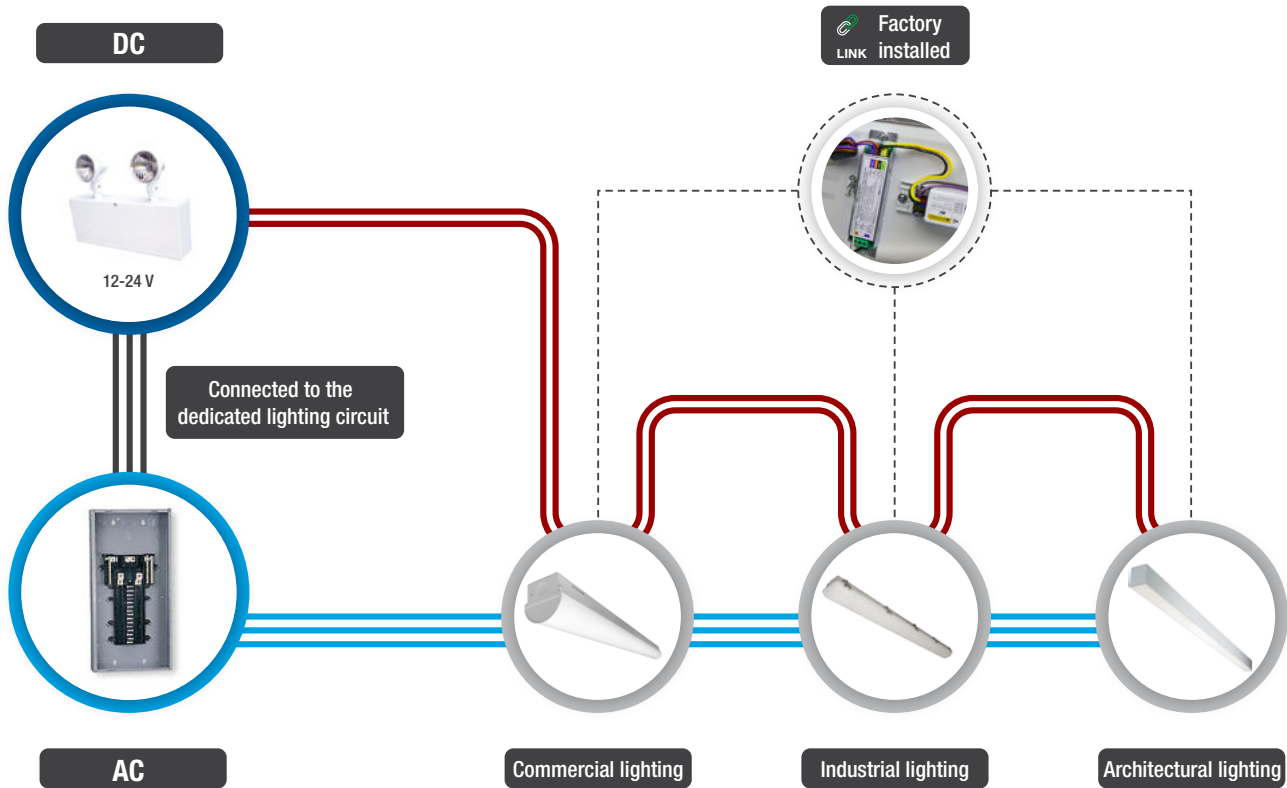 DC
Factory
LINK installed
12-24 V
Connected to the
dedicated lighting circuit
AC
Commercial lighting
Industrial lighting
Architectural lighting